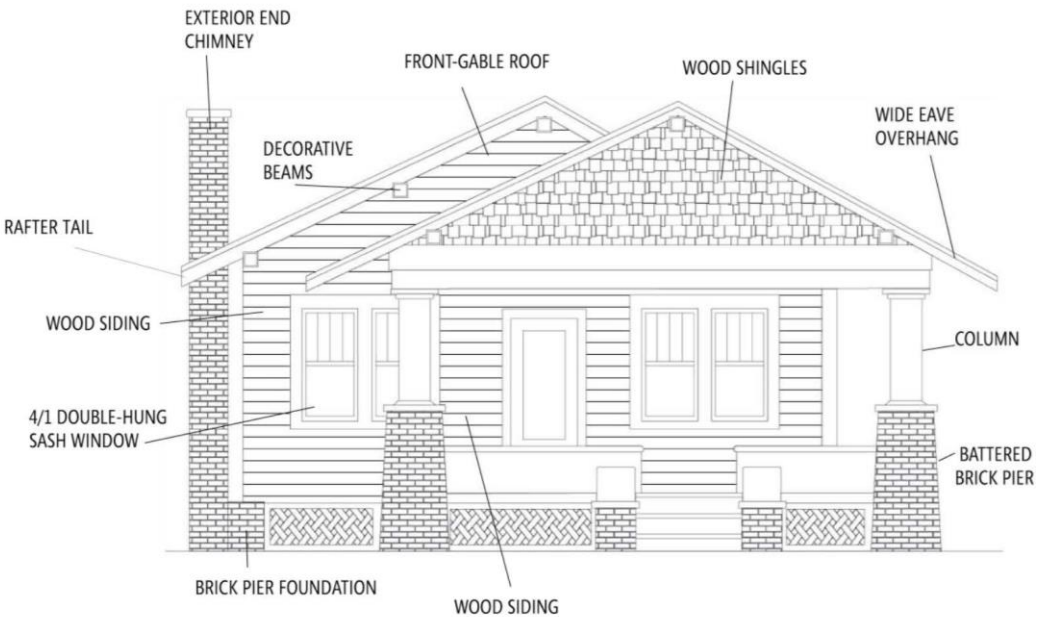 EXTERIOR END
CHIMNEY
FRONT-GABLE ROOF
WOOD SHINGLES
WIDE EAVE
OVERHANG
DECORATIVE
BEAMS
RAFTER TAIL
WOOD SIDING
COLUMN
4/1 DOUBLE-HUNG
SASH WINDOW
BATTERED
BRICK PIER
BRICK PIER FOUNDATION
WOOD SIDING